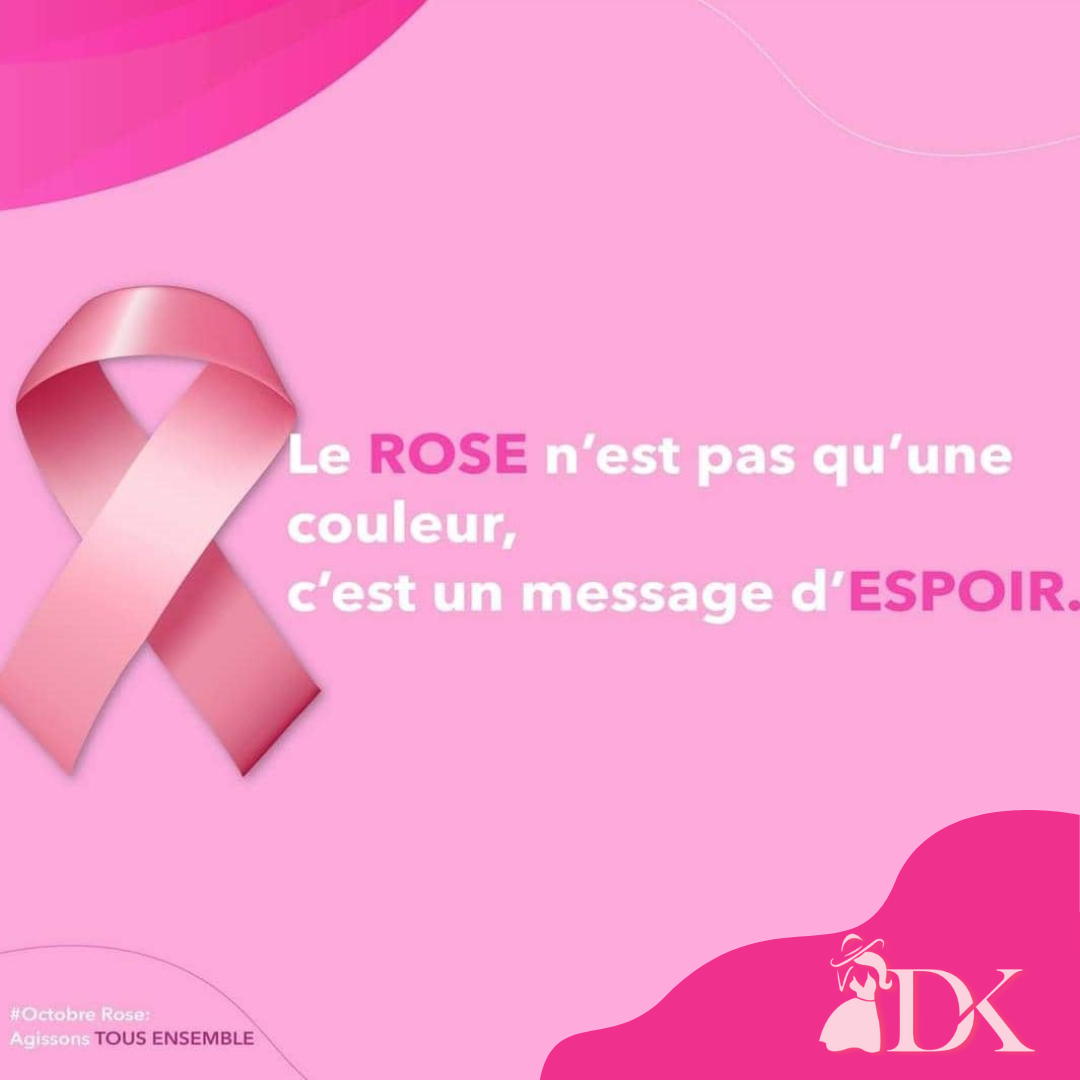 Le ROSE n’est pas qu’une
couleur,
c’est un message d’ESPOIR.
#Octobre Rose:
Agissons TOUS ENSEMBLE
DK